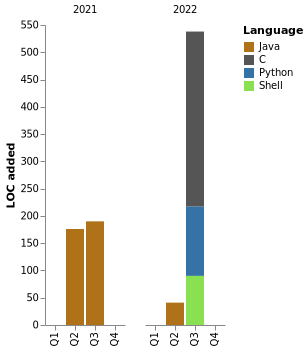 2021
2022
Language
Java
C
Python
Shell
LOC added
550
500
450
400
350
300
250
200
150
100
50
0
Q1
Q2
Q3
Q4
Q1
Q2
Q3
Q4